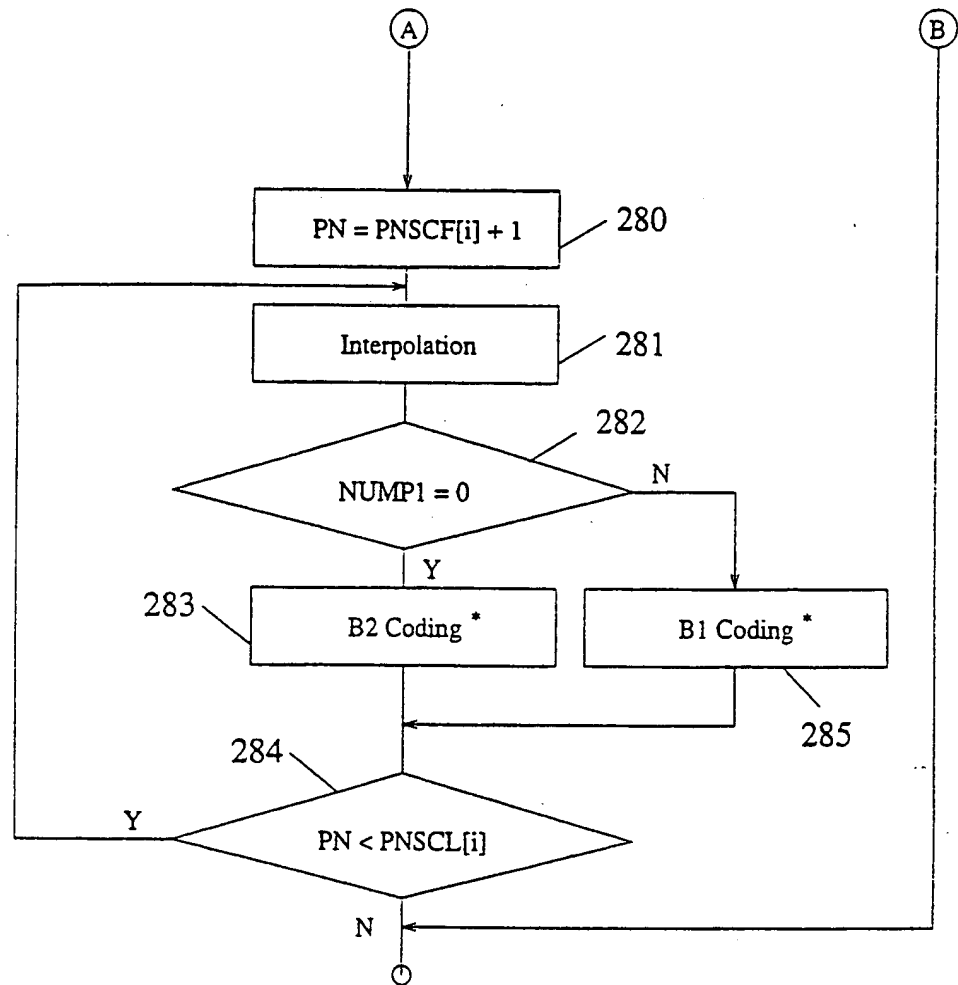 A
B
PN = PNSCF[i] + 1
280
Interpolation
281
282
NUMP1 = 0
N
Y
283
B2 Coding *
B1 Coding *
285
284
Y
PN < PNSCL[i]
N